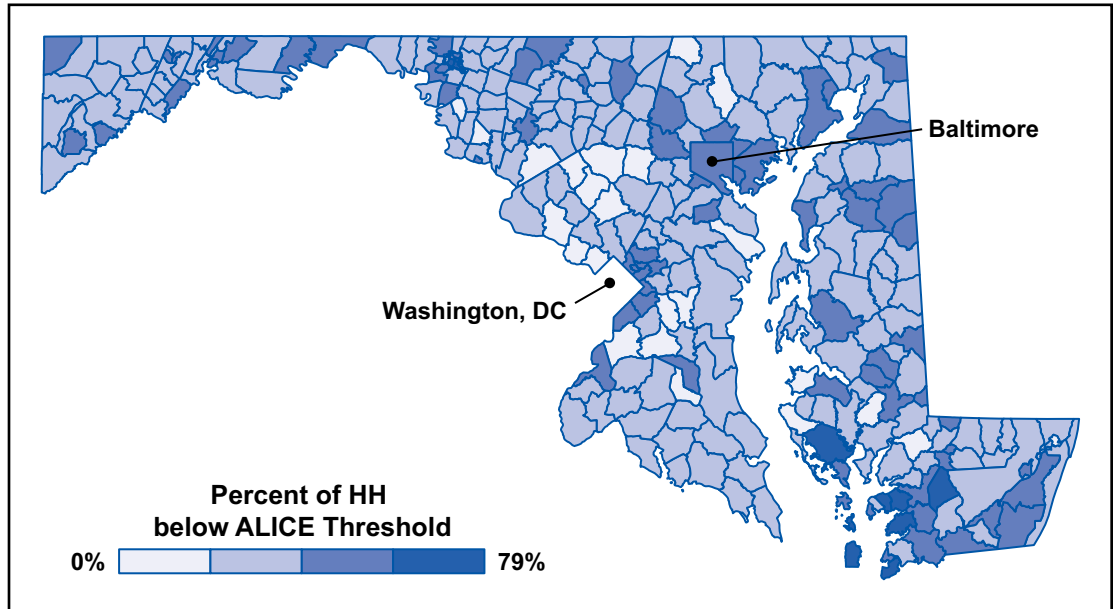 Baltimore
Washington, DC
Percent of HH
below ALICE Threshold
0% 79%